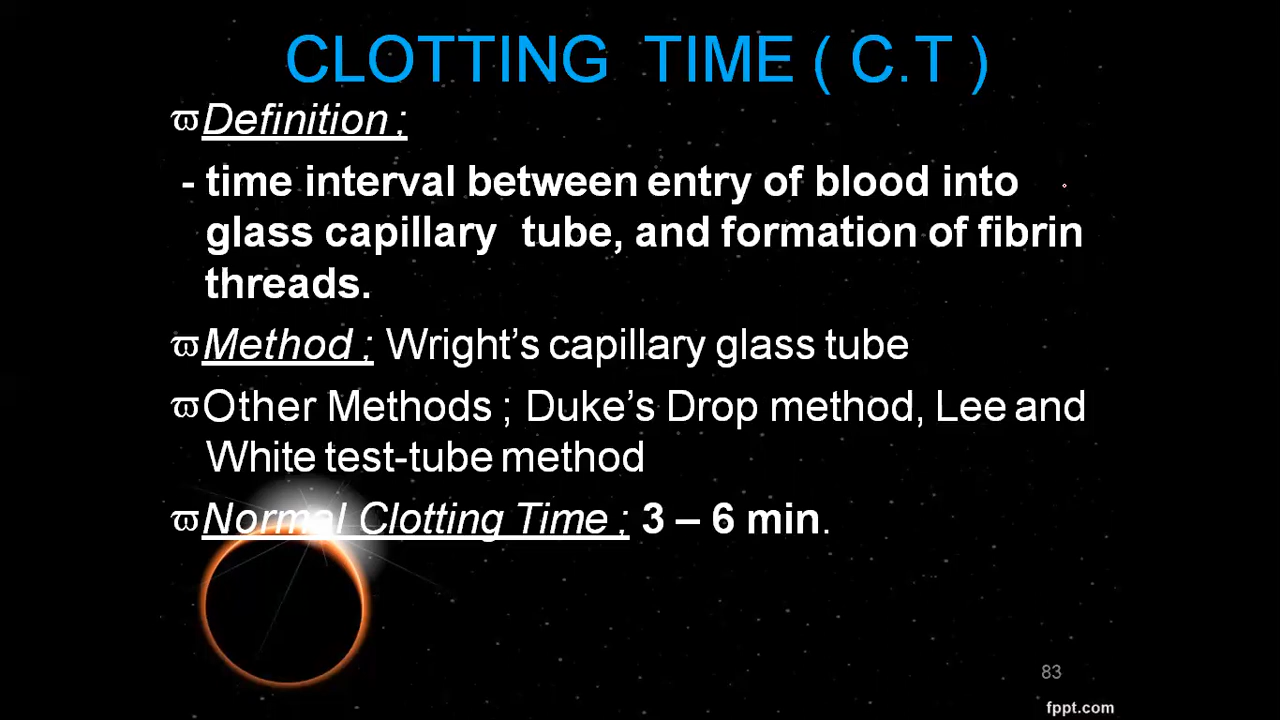 CLOTTING TIME ( C.T )
ϖDefinition ;
- time interval between entry of blood into
glass capillary tube, and formation of fibrin
threads.
ϖMethod ; Wright’s capillary glass tube
ϖOther Methods ; Duke’s Drop method, Lee and
White test-tube method
ϖNormal Clotting Time ; 3 – 6 min.
83
fppt.com